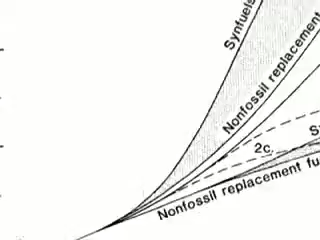 Synfuels
Nonfossil replacement
2c.
S
Nonfossil replacement fu